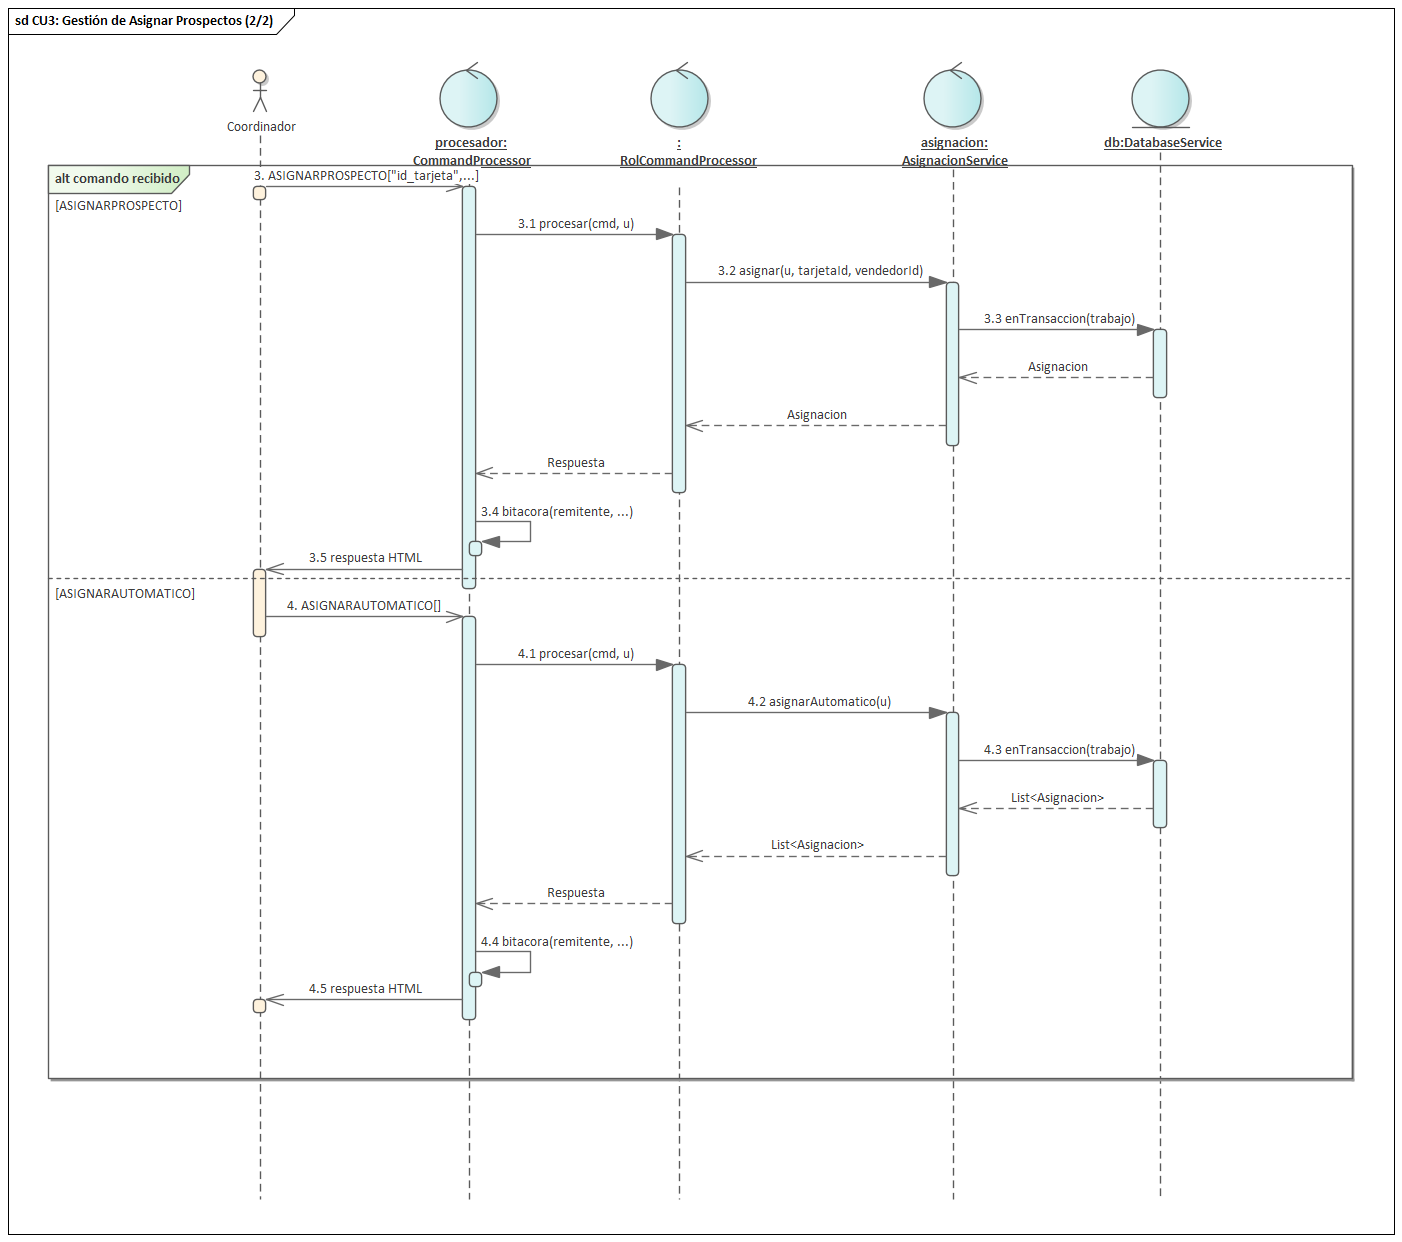 sd CU3: Gestión de Asignar Prospectos (2/2)
Coordinador
procesador:
CommandProcessor
:
RolCommandProcessor
asignacion:
AsignacionService
db:DatabaseService
alt comando recibido
3. ASIGNARPROSPECTO["id_tarjeta",...]
[ASIGNARPROSPECTO]
3.1 procesar(cmd, u)
3.2 asignar(u, tarjetaId, vendedorId)
3.3 enTransaccion(trabajo)
Asignacion
Asignacion
Respuesta
3.4 bitacora(remitente, ...)
3.5 respuesta HTML
[ASIGNARAUTOMATICO]
4. ASIGNARAUTOMATICO[]
4.1 procesar(cmd, u)
4.2 asignarAutomatico(u)
4.3 enTransaccion(trabajo)
List<Asignacion>
List<Asignacion>
Respuesta
4.4 bitacora(remitente, ...)
4.5 respuesta HTML